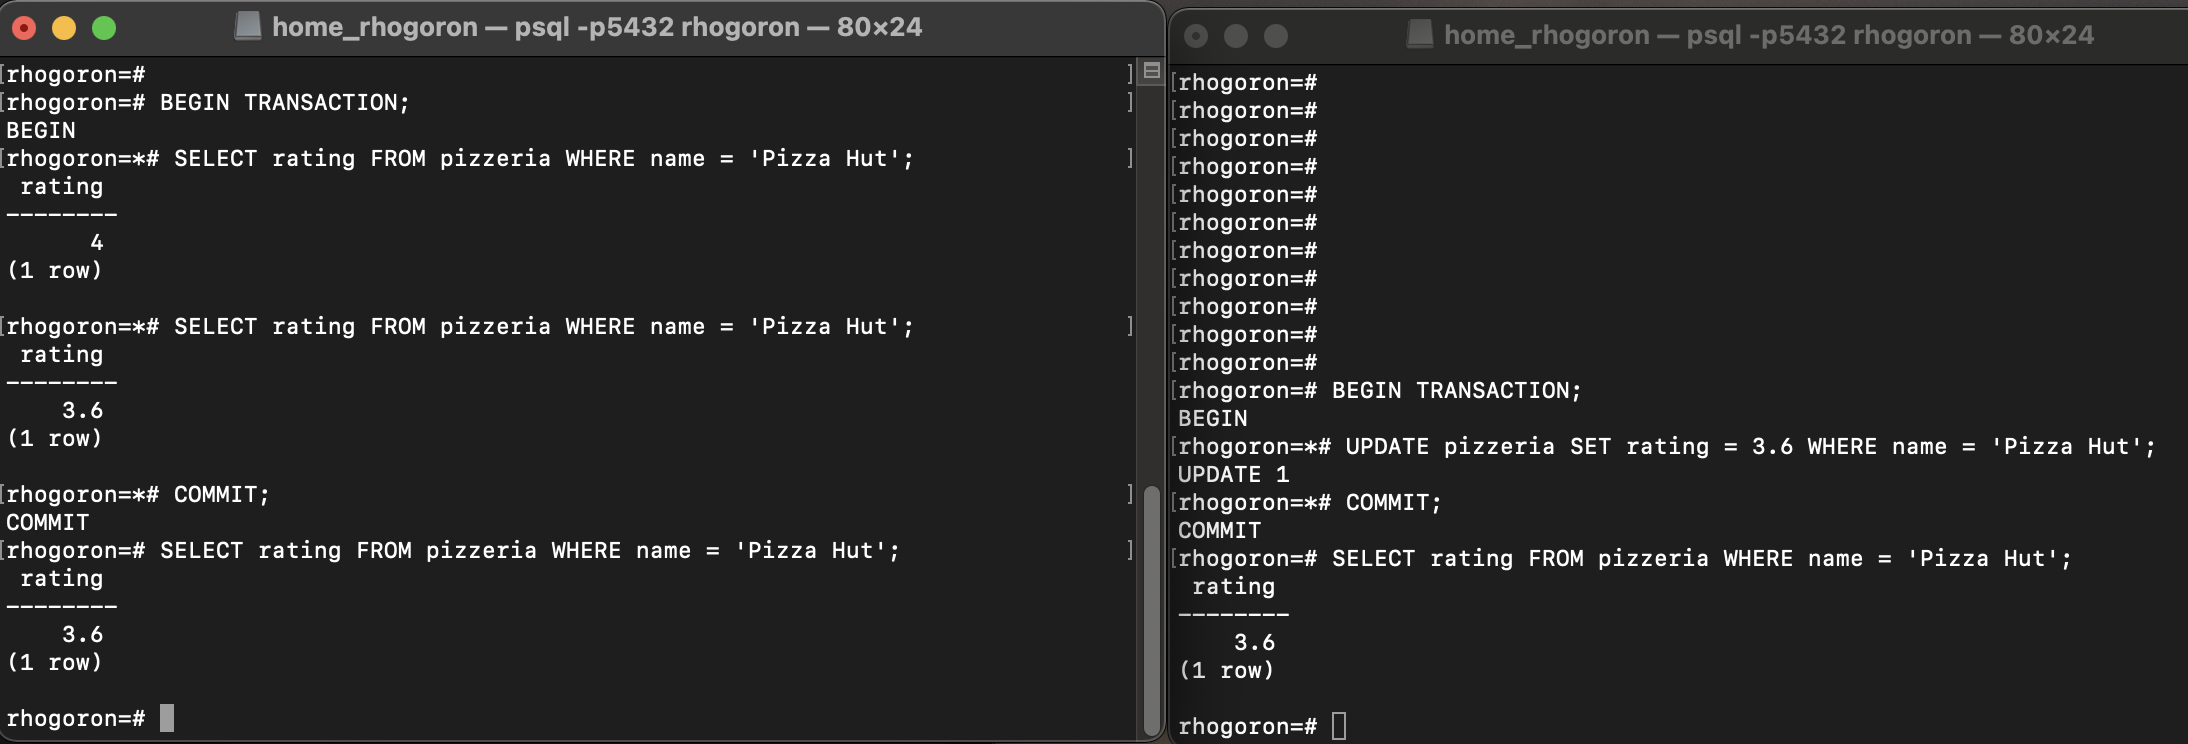 home_rhogoron — psql -p5432 rhogoron — 80×24
[rhogoron=# ]
[rhogoron=# BEGIN TRANSACTION; ]
BEGIN
[rhogoron=*# SELECT rating FROM pizzeria WHERE name = 'Pizza Hut'; ]
rating
--------
4
(1 row)
[rhogoron=*# SELECT rating FROM pizzeria WHERE name = 'Pizza Hut'; ]
rating
--------
3.6
(1 row)
[rhogoron=*# COMMIT; ]
COMMIT
[rhogoron=# SELECT rating FROM pizzeria WHERE name = 'Pizza Hut'; ]
rating
--------
3.6
(1 row)
rhogoron=#
home_rhogoron — psql -p5432 rhogoron — 80×24
[rhogoron=#
[rhogoron=#
[rhogoron=#
[rhogoron=#
[rhogoron=#
[rhogoron=#
[rhogoron=#
[rhogoron=#
[rhogoron=#
[rhogoron=#
[rhogoron=#
[rhogoron=# BEGIN TRANSACTION;
BEGIN
[rhogoron=*# UPDATE pizzeria SET rating = 3.6 WHERE name = 'Pizza Hut';
UPDATE 1
[rhogoron=*# COMMIT;
COMMIT
[rhogoron=# SELECT rating FROM pizzeria WHERE name = 'Pizza Hut';
rating
--------
3.6
(1 row)
rhogoron=#